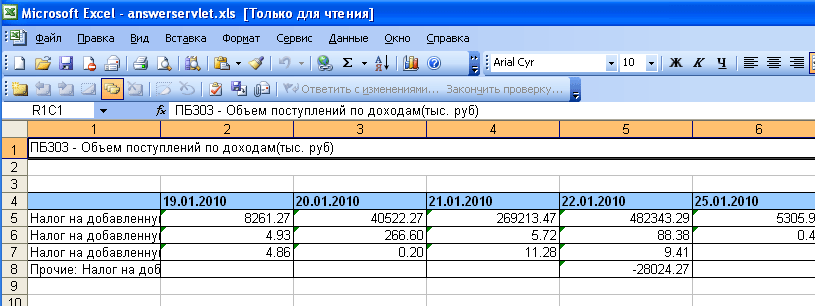 Microsoft Excel - answerservlet.xls [Только для чтения]
Файл Правка Вид Вставка Формат Сервис Данные Окно Справка
Σ Arial Cyr 10 Ж К Ч
Ответить с изменениями... Закончить проверку...
R1C1 fx ПБ303 - Объем поступлений по доходам(тыс. руб)
1 2 3 4 5 6
1 ПБ303 - Объем поступлений по доходам(тыс. руб)
2
3
4 19.01.2010 20.01.2010 21.01.2010 22.01.2010 25.01.2010
5 Налог на добавленну 8261.27 40522.27 269213.47 482343.29 5305.9
6 Налог на добавленну 4.93 266.60 5.72 88.38 0.4
7 Налог на добавленну 4.86 0.20 11.28 9.41
8 Прочие: Налог на доб -28024.27
9
10